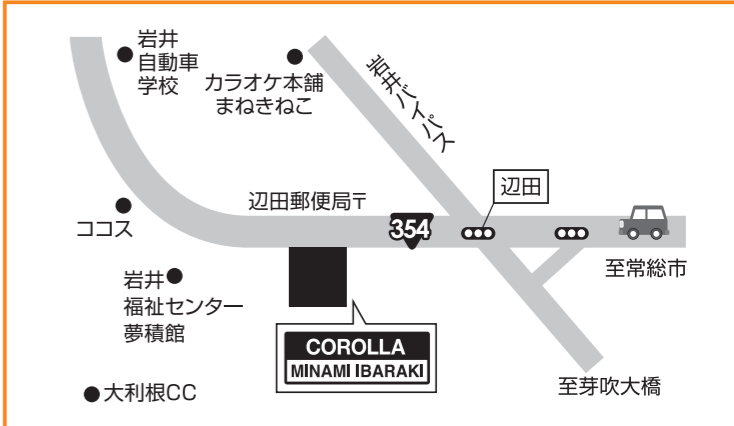 岩井
自動車
学校
カラオケ本舗
まねきねこ
岩井バイパス
辺田
辺田郵便局〒
354
ココス
至常総市
岩井
福祉センター
夢積館
COROLLA
MINAMI IBARAKI
大利根CC
至芽吹大橋